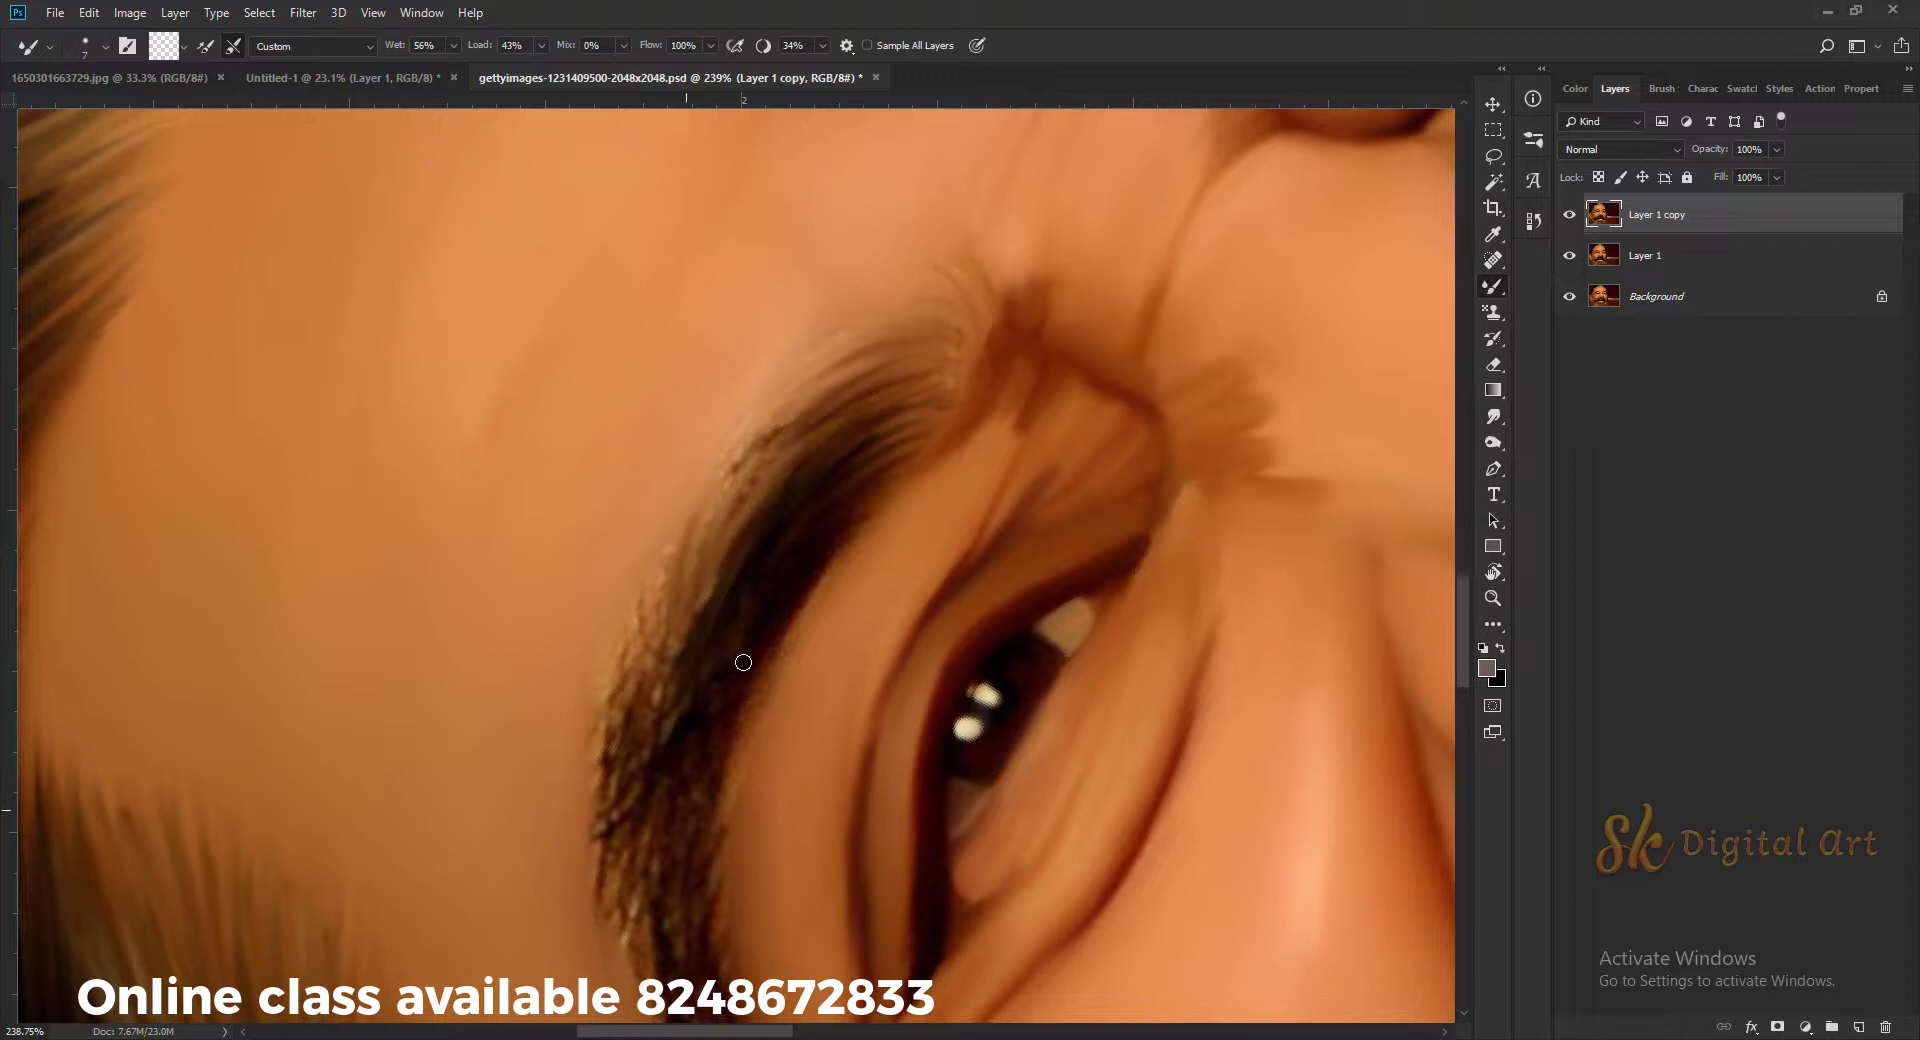 File Edit Image Layer Type Select Filter 3D View Window Help
7 Custom Wet: 56% Load: 43% Mix: 0% Flow: 100% 34% Sample All Layers
1650301663729.jpg @ 33.3% (RGB/8#) × Untitled-1 @ 23.1% (Layer 1, RGB/8) * × gettyimages-1231409500-2048x2048.psd @ 239% (Layer 1 copy, RGB/8#) * ×
2
Color Layers Brush Charac Swatcl Styles Action Propert
Kind
Normal Opacity: 100%
Lock: Fill: 100%
Layer 1 copy
Layer 1
Background
Sk Digital Art
Activate Windows
Go to Settings to activate Windows.
Online class available 8248672833
238.75% Doc: 7.67M/23.0M